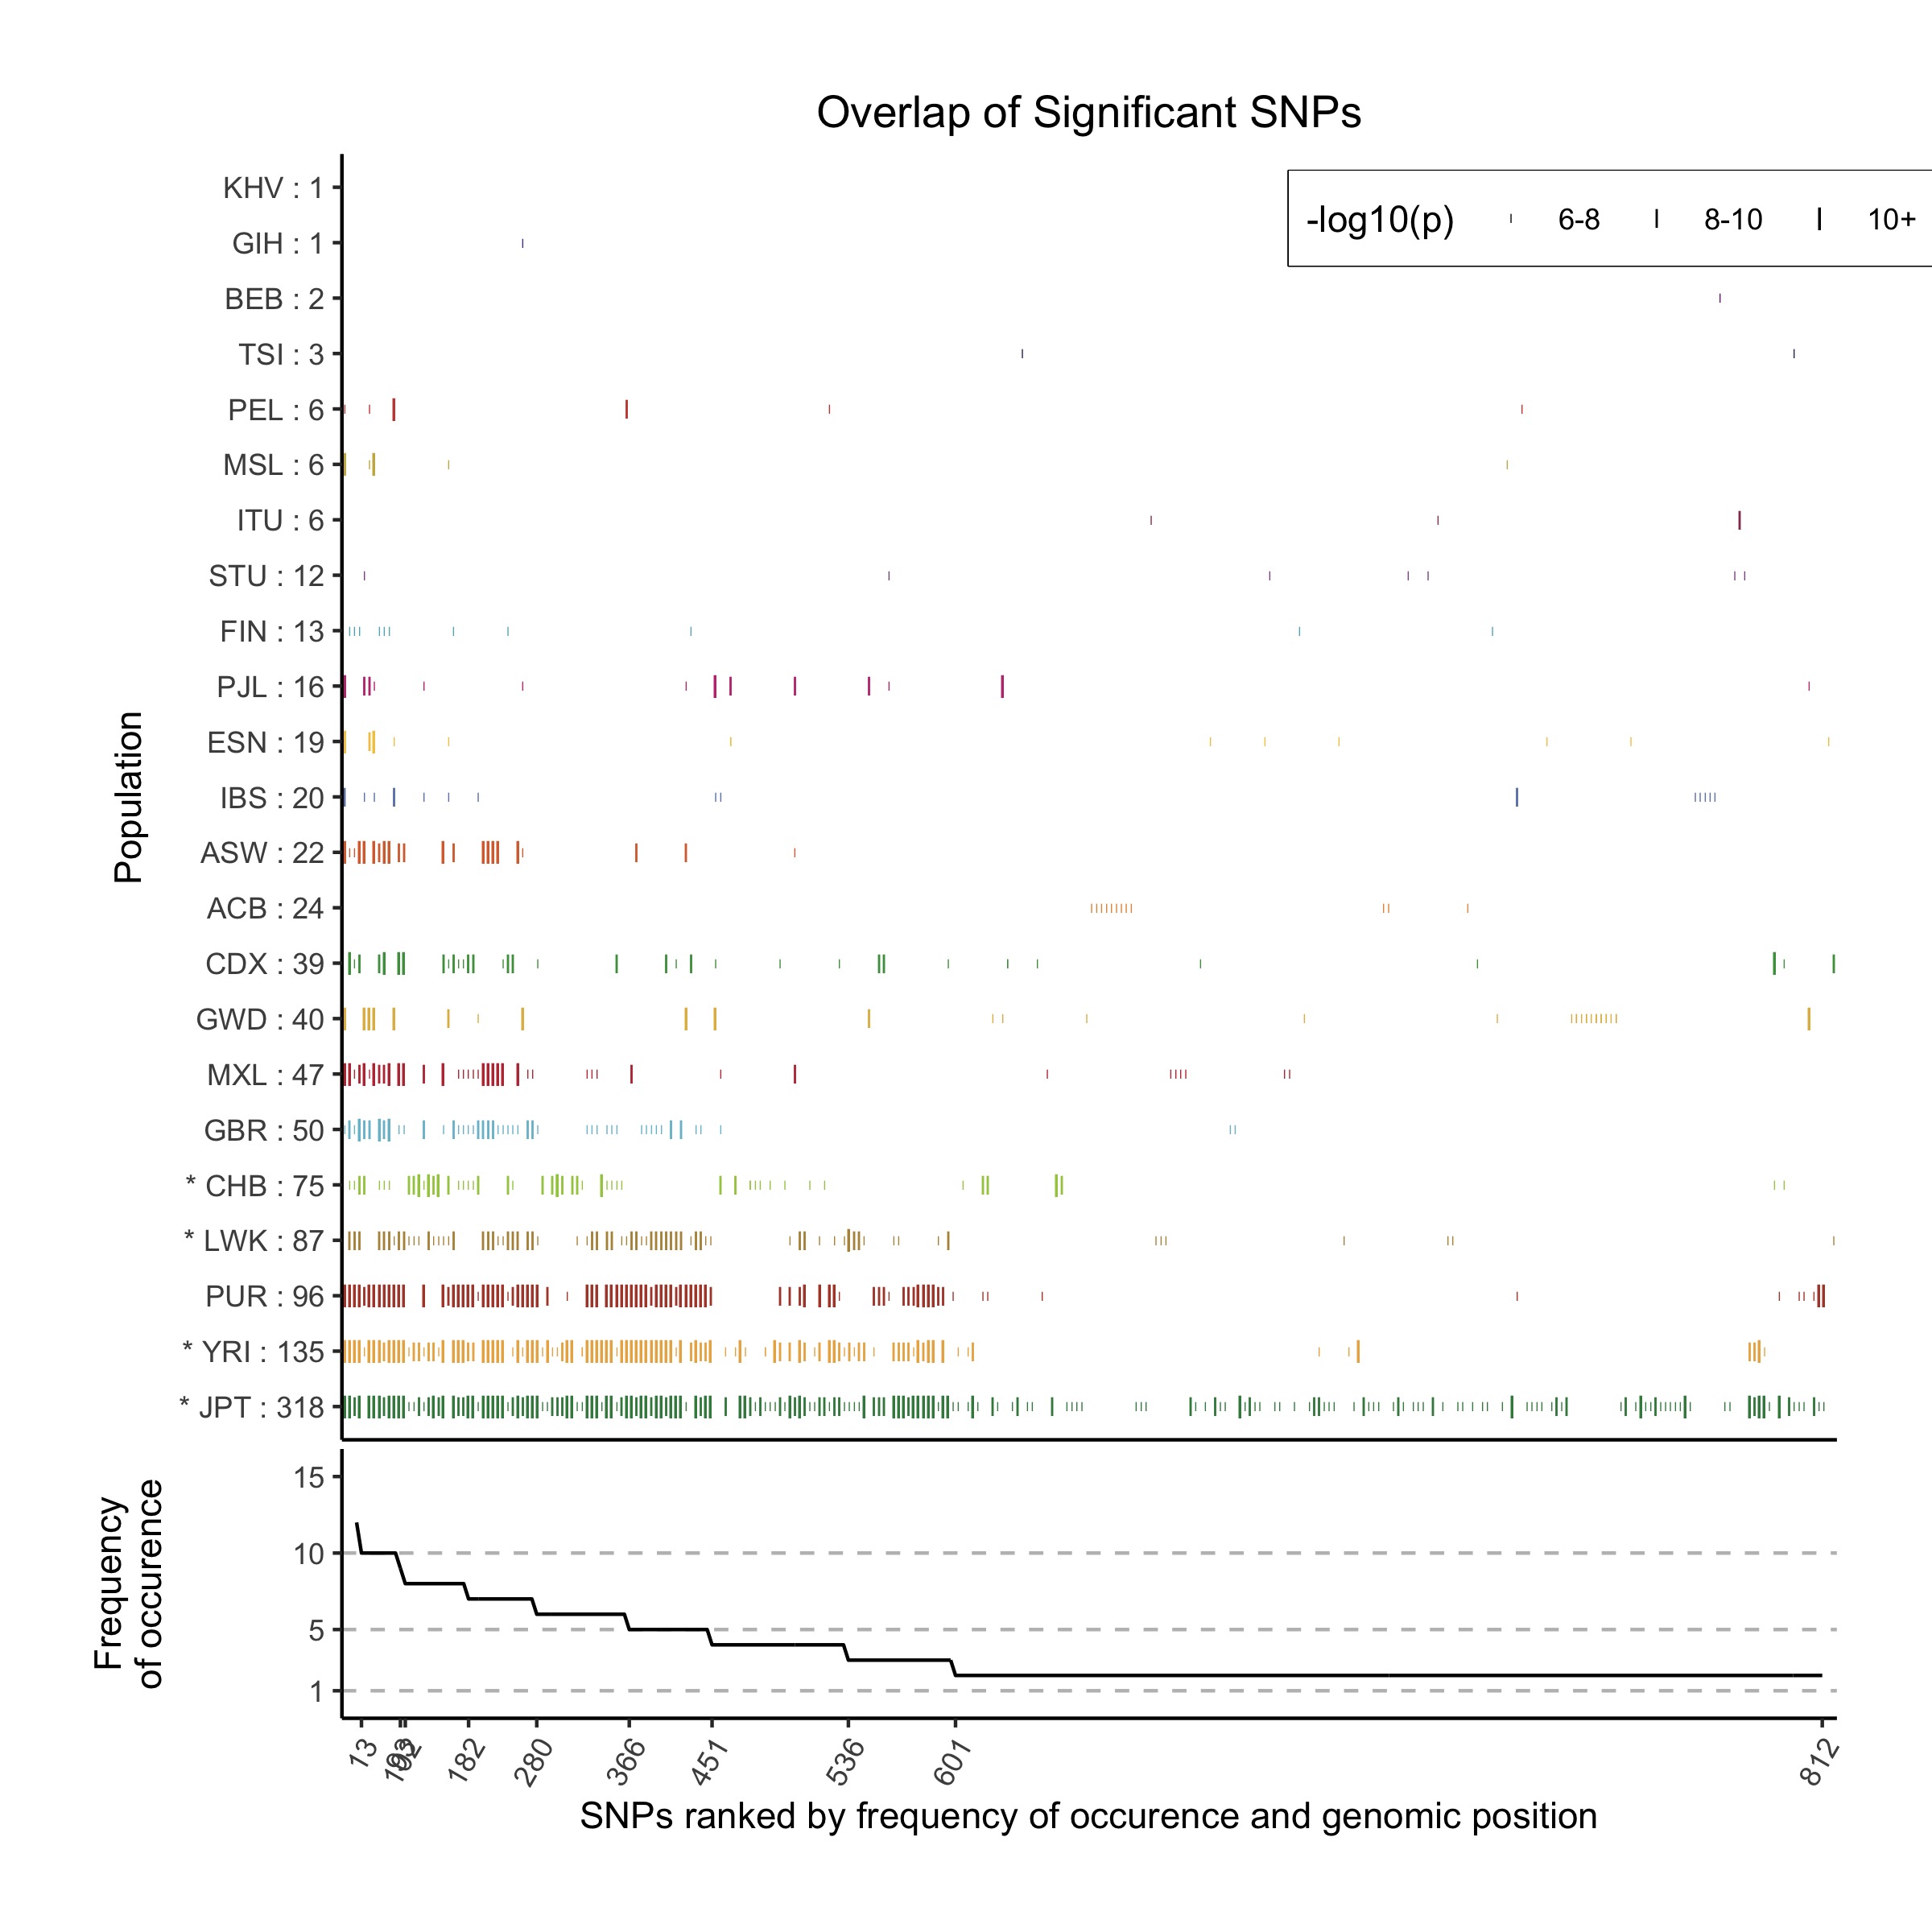 Overlap of Significant SNPs
-log10(p) 6-8 8-10 10+
Population
KHV : 1
GIH : 1
BEB : 2
TSI : 3
PEL : 6
MSL : 6
ITU : 6
STU : 12
FIN : 13
PJL : 16
ESN : 19
IBS : 20
ASW : 22
ACB : 24
CDX : 39
GWD : 40
MXL : 47
GBR : 50
* CHB : 75
* LWK : 87
PUR : 96
* YRI : 135
* JPT : 318
Frequency
of occurence
15
10
5
1
13 182 280 366 451 536 601 812
SNPs ranked by frequency of occurence and genomic position